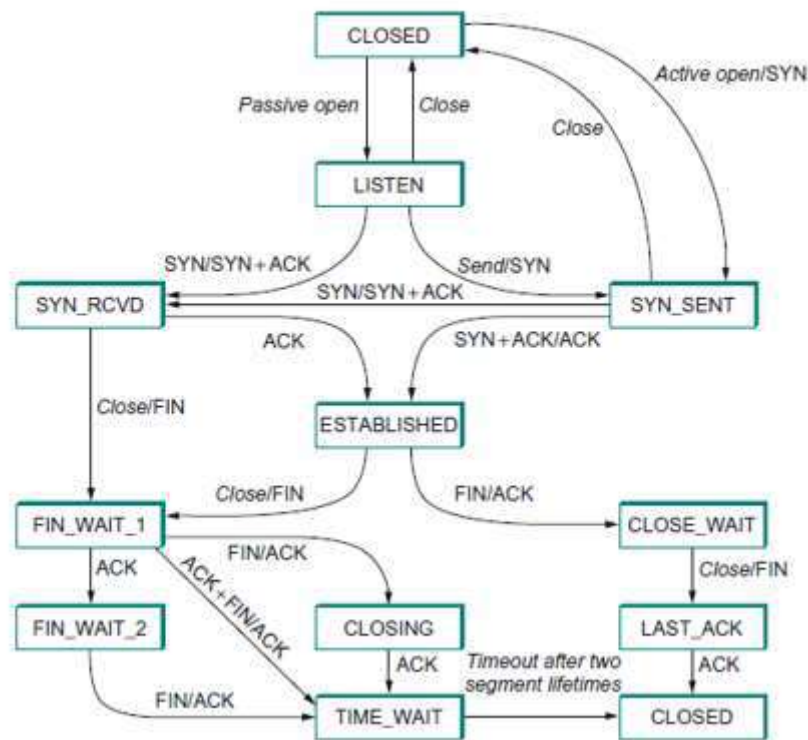 CLOSED
Active open/SYN
Passive open
Close
Close
LISTEN
SYN/SYN + ACK
Send/SYN
SYN_RCVD
SYN/SYN + ACK
SYN_SENT
ACK
SYN + ACK/ACK
Close/FIN
ESTABLISHED
Close/FIN
FIN/ACK
FIN_WAIT_1
CLOSE_WAIT
FIN/ACK
ACK
ACK + FIN/ACK
Close/FIN
FIN_WAIT_2
CLOSING
LAST_ACK
ACK
Timeout after two
segment lifetimes
ACK
FIN/ACK
TIME_WAIT
CLOSED